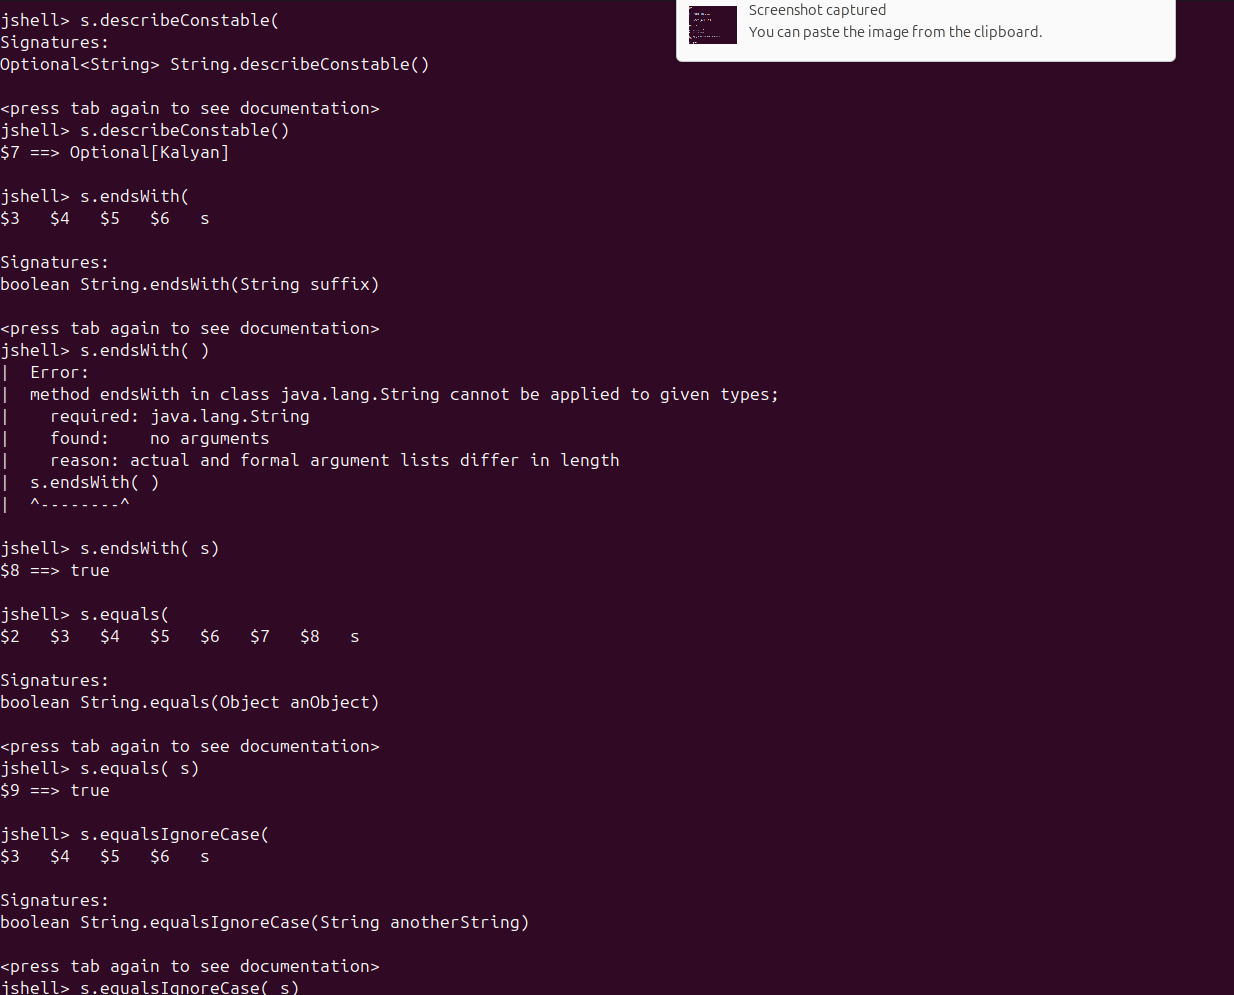 jshell> s.describeConstable(
Signatures:
Optional<String> String.describeConstable()
<press tab again to see documentation>
jshell> s.describeConstable()
$7 ==> Optional[Kalyan]
jshell> s.endsWith(
$3   $4   $5   $6   s
Signatures:
boolean String.endsWith(String suffix)
<press tab again to see documentation>
jshell> s.endsWith( )
|  Error:
|  method endsWith in class java.lang.String cannot be applied to given types;
|    required: java.lang.String
|    found:    no arguments
|    reason: actual and formal argument lists differ in length
|  s.endsWith( )
|  ^--------^
jshell> s.endsWith( s)
$8 ==> true
jshell> s.equals(
$2   $3   $4   $5   $6   $7   $8   s
Signatures:
boolean String.equals(Object anObject)
<press tab again to see documentation>
jshell> s.equals( s)
$9 ==> true
jshell> s.equalsIgnoreCase(
$3   $4   $5   $6   s
Signatures:
boolean String.equalsIgnoreCase(String anotherString)
<press tab again to see documentation>
jshell> s.equalsIgnoreCase( s)
Screenshot captured
You can paste the image from the clipboard.